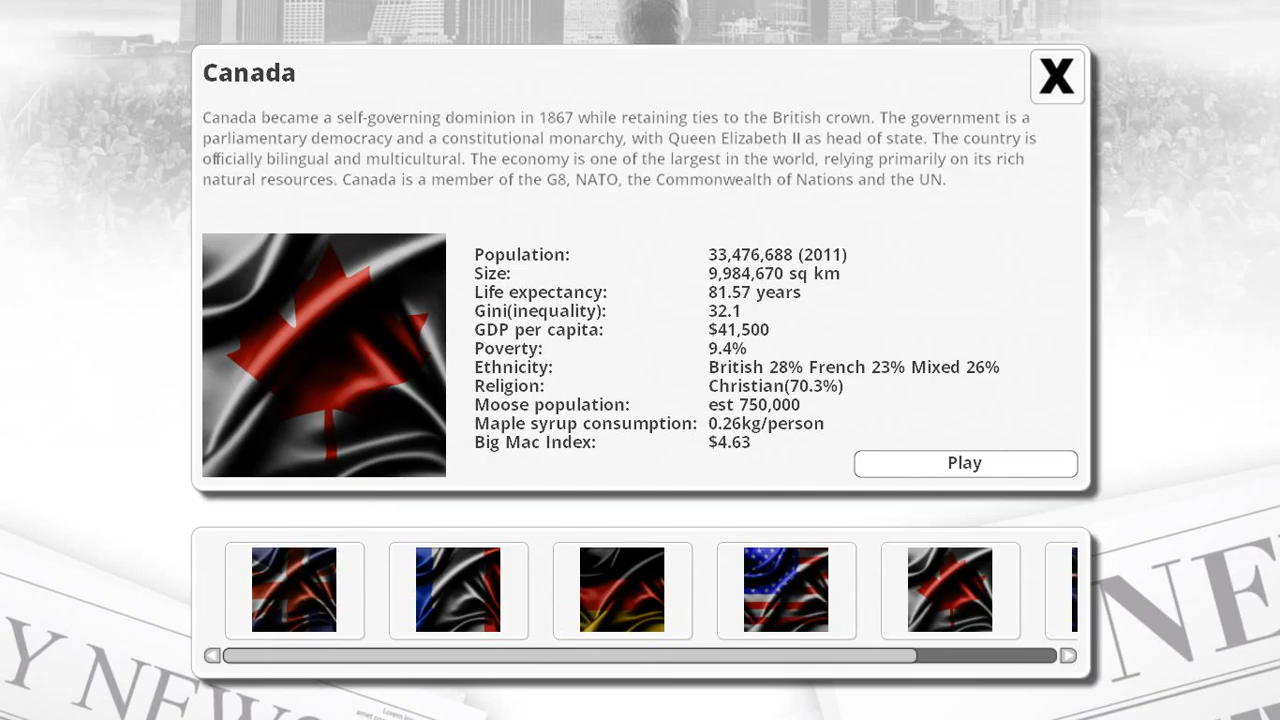 Canada
X
Canada became a self-governing dominion in 1867 while retaining ties to the British crown. The government is a
parliamentary democracy and a constitutional monarchy, with Queen Elizabeth II as head of state. The country is
officially bilingual and multicultural. The economy is one of the largest in the world, relying primarily on its rich
natural resources. Canada is a member of the G8, NATO, the Commonwealth of Nations and the UN.
Population: 33,476,688 (2011)
Size: 9,984,670 sq km
Life expectancy: 81.57 years
Gini(inequality): 32.1
GDP per capita: $41,500
Poverty: 9.4%
Ethnicity: British 28% French 23% Mixed 26%
Religion: Christian(70.3%)
Moose population: est 750,000
Maple syrup consumption: 0.26kg/person
Big Mac Index: $4.63
Play
Y NEWS
NE